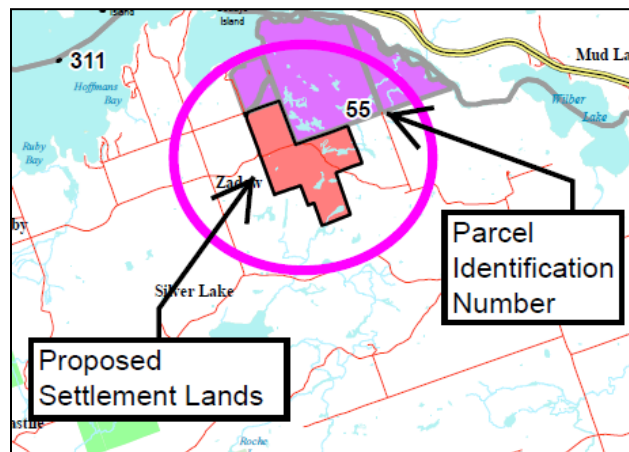 Island
Mud La
311
Hoffmans
Bay
55
Wilber
Lake
Ruby
Bay
Zadow
by
Parcel
Identification
Number
Silver Lake
Proposed
Settlement Lands
Roche